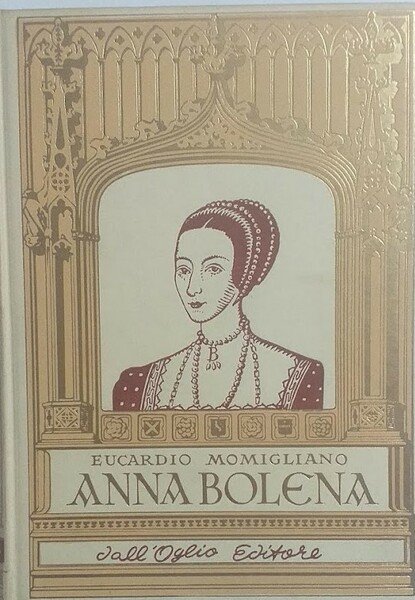 B
EUCARDIO MOMIGLIANO
ANNA BOLENA
dall'Oglio Editore